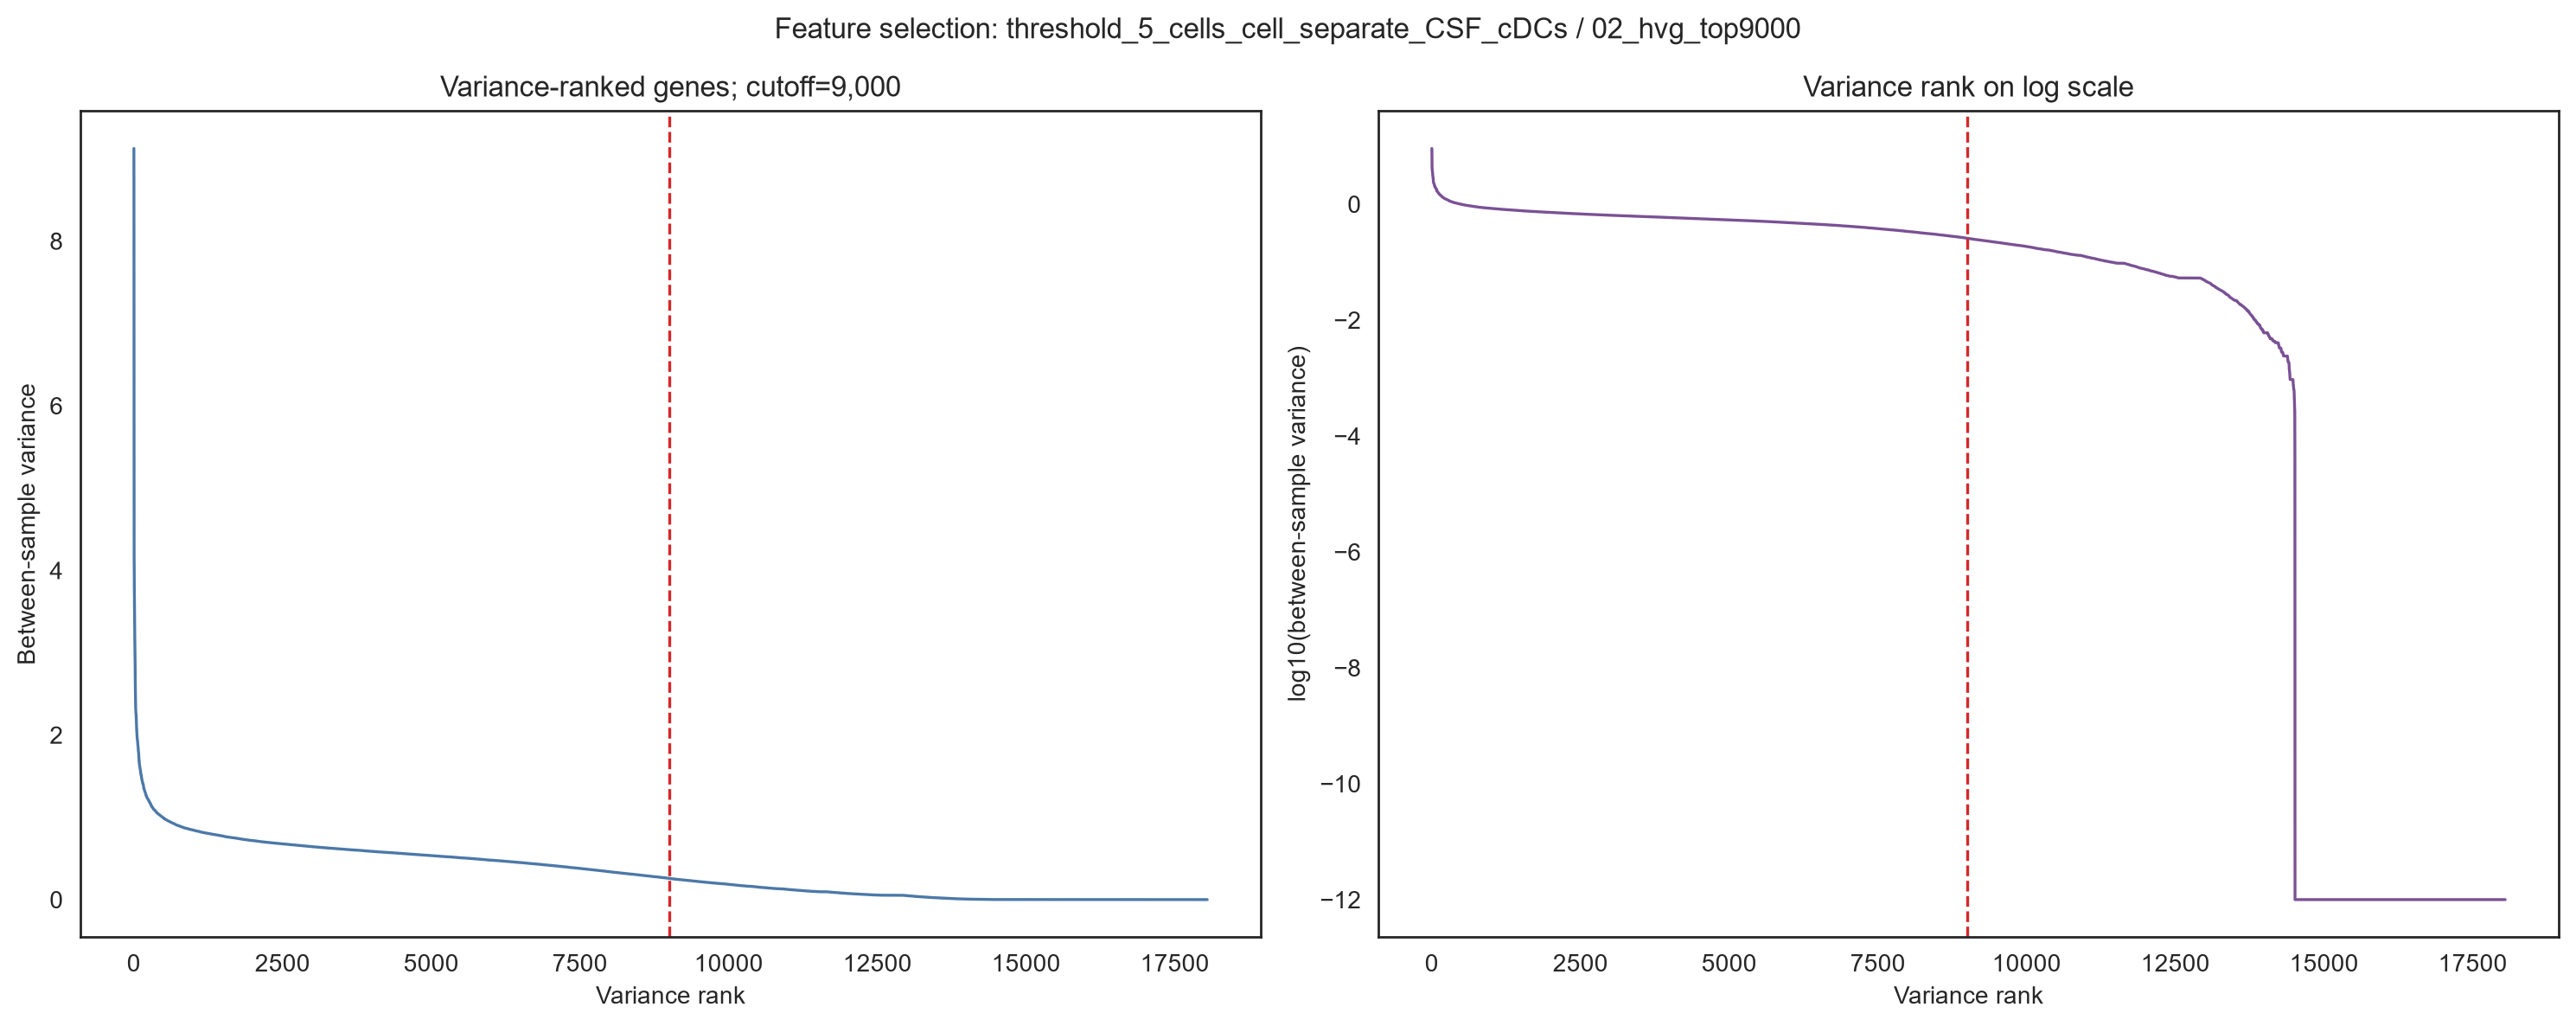 Feature selection: threshold_5_cells_cell_separate_CSF_cDCs / 02_hvg_top9000
Variance-ranked genes; cutoff=9,000
Between-sample variance
8
6
4
2
0
0 2500 5000 7500 10000 12500 15000 17500
Variance rank
Variance rank on log scale
log10(between-sample variance)
0
−2
−4
−6
−8
−10
−12
0 2500 5000 7500 10000 12500 15000 17500
Variance rank